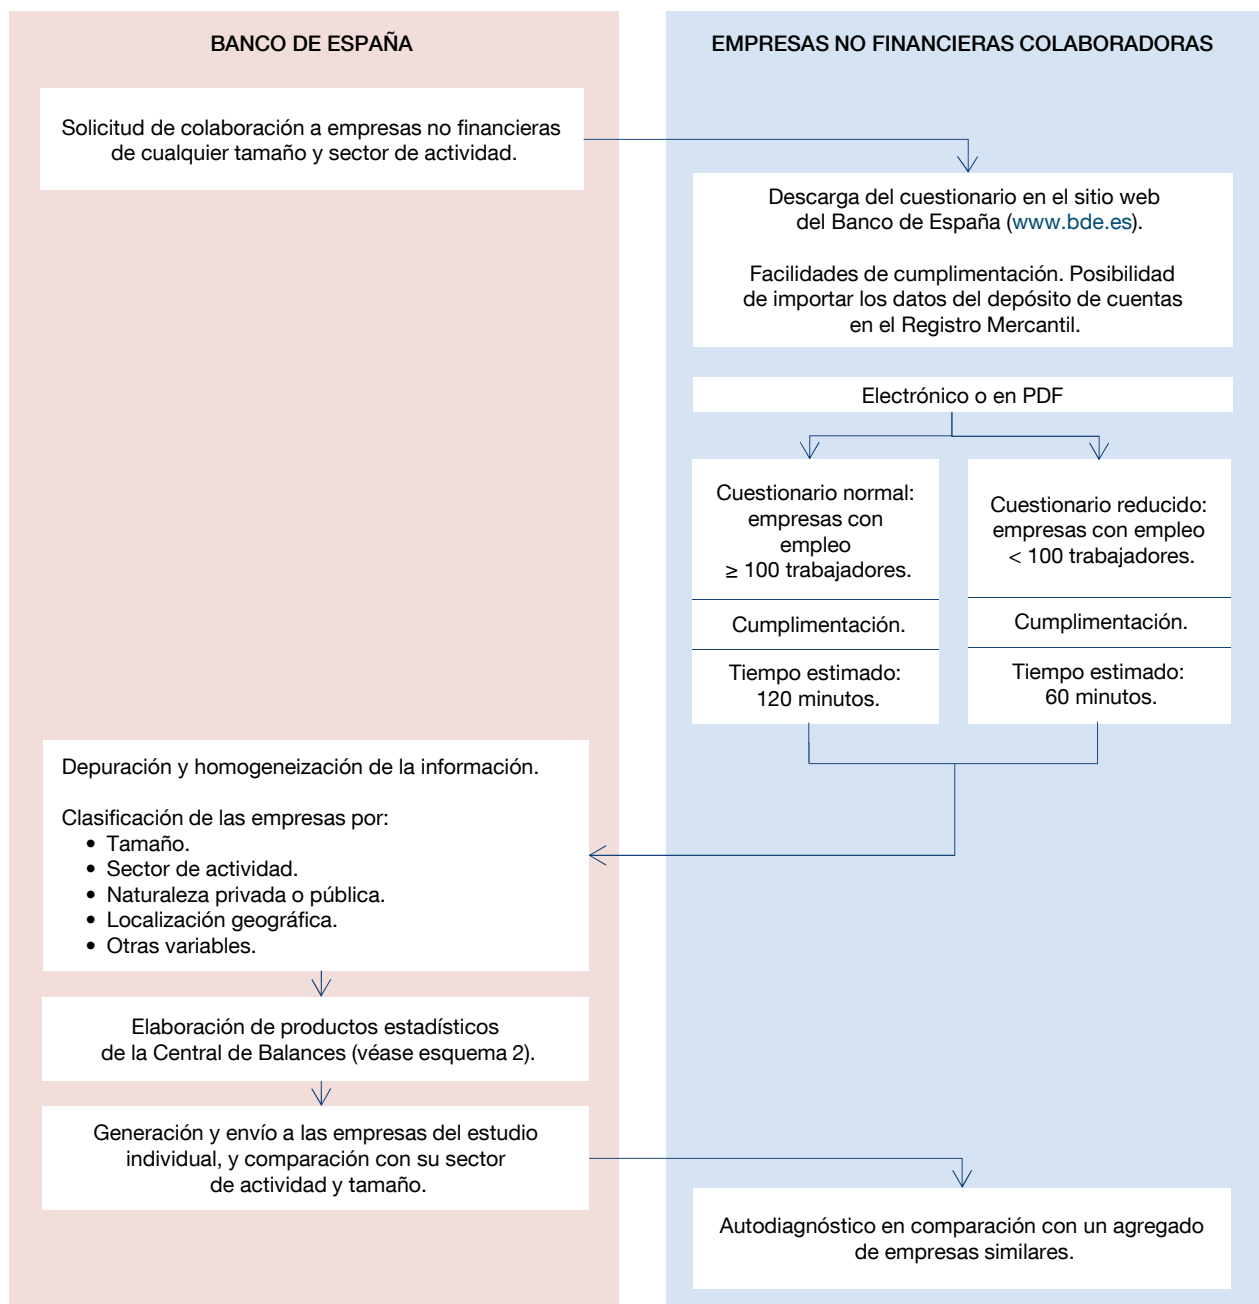 BANCO DE ESPAÑA
EMPRESAS NO FINANCIERAS COLABORADORAS
Solicitud de colaboración a empresas no financieras
de cualquier tamaño y sector de actividad.
Descarga del cuestionario en el sitio web
del Banco de España (www.bde.es).
Facilidades de cumplimentación. Posibilidad
de importar los datos del depósito de cuentas
en el Registro Mercantil.
Electrónico o en PDF
Cuestionario normal:
empresas con
empleo
≥ 100 trabajadores.
Cumplimentación.
Tiempo estimado:
120 minutos.
Cuestionario reducido:
empresas con empleo
< 100 trabajadores.
Cumplimentación.
Tiempo estimado:
60 minutos.
Depuración y homogeneización de la información.
Clasificación de las empresas por:
• Tamaño.
• Sector de actividad.
• Naturaleza privada o pública.
• Localización geográfica.
• Otras variables.
Elaboración de productos estadísticos
de la Central de Balances (véase esquema 2).
Generación y envío a las empresas del estudio
individual, y comparación con su sector
de actividad y tamaño.
Autodiagnóstico en comparación con un agregado
de empresas similares.